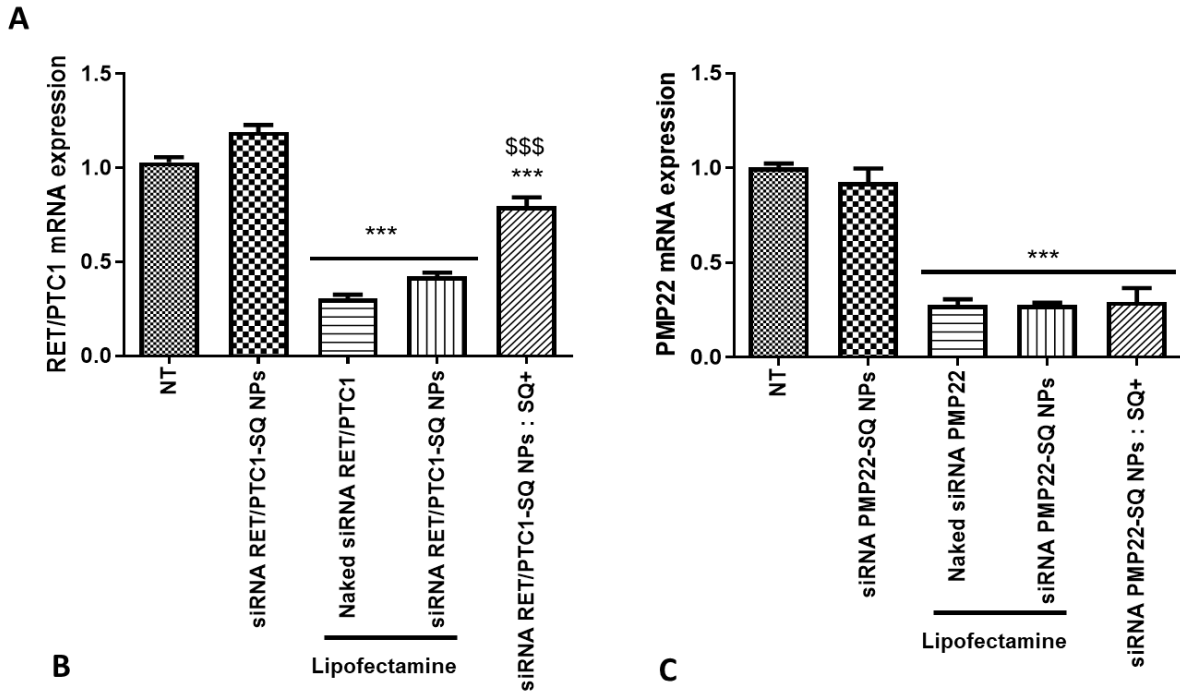 A
RET/PTC1 mRNA expression
1.5
1.0
0.5
0.0
***
$$$
***
NT
siRNA RET/PTC1-SQ NPs
Naked siRNA RET/PTC1
siRNA RET/PTC1-SQ NPs
siRNA RET/PTC1-SQ NPs : SQ+
Lipofectamine
B
PMP22 mRNA expression
1.5
1.0
0.5
0.0
***
NT
siRNA PMP22-SQ NPs
Naked siRNA PMP22
siRNA PMP22-SQ NPs
siRNA PMP22-SQ NPs : SQ+
Lipofectamine
C